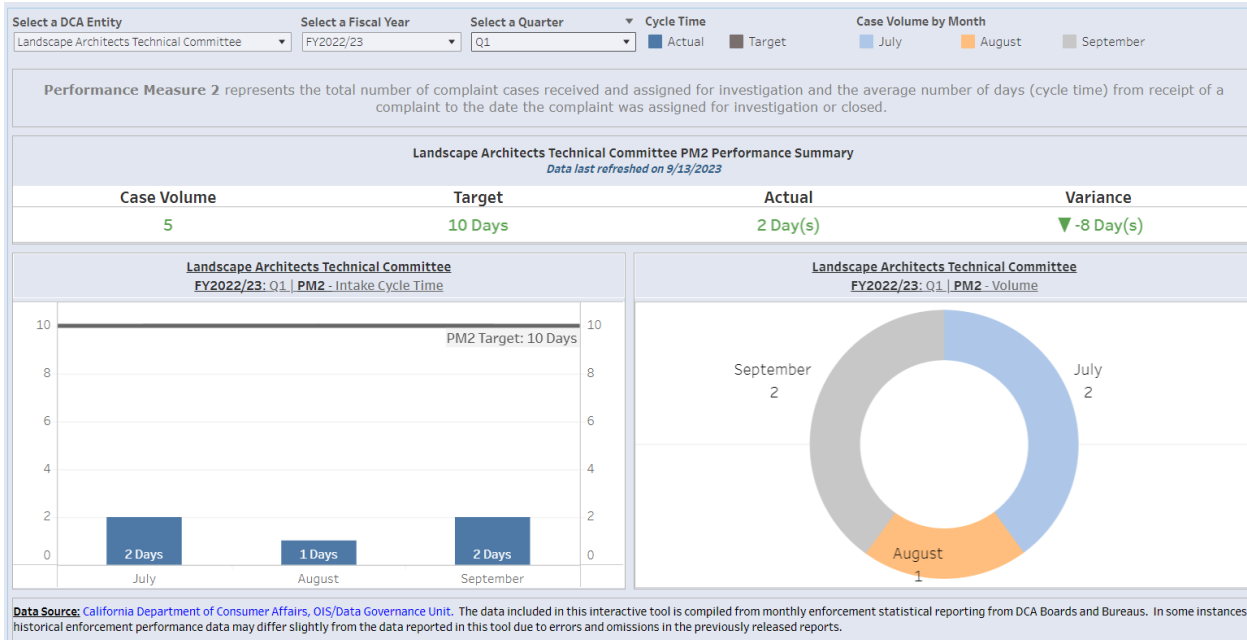 Select a DCA Entity
Landscape Architects Technical Committee
Select a Fiscal Year
FY2022/23
Select a Quarter
Q1
Cycle Time
Actual
Target
Case Volume by Month
July
August
September
Performance Measure 2 represents the total number of complaint cases received and assigned for investigation and the average number of days (cycle time) from receipt of a
complaint to the date the complaint was assigned for investigation or closed.
Landscape Architects Technical Committee PM2 Performance Summary
Data last refreshed on 9/13/2023
Case Volume
Target
Actual
Variance
5
10 Days
2 Day(s)
▼ -8 Day(s)
Landscape Architects Technical Committee
FY2022/23: Q1 | PM2 - Intake Cycle Time
10
8
6
4
2
0
PM2 Target: 10 Days
2 Days
1 Days
2 Days
July
August
September
10
8
6
4
2
0
Landscape Architects Technical Committee
FY2022/23: Q1 | PM2 - Volume
September
2
July
2
August
1
Data Source: California Department of Consumer Affairs, OIS/Data Governance Unit. The data included in this interactive tool is compiled from monthly enforcement statistical reporting from DCA Boards and Bureaus. In some instances
historical enforcement performance data may differ slightly from the data reported in this tool due to errors and omissions in the previously released reports.